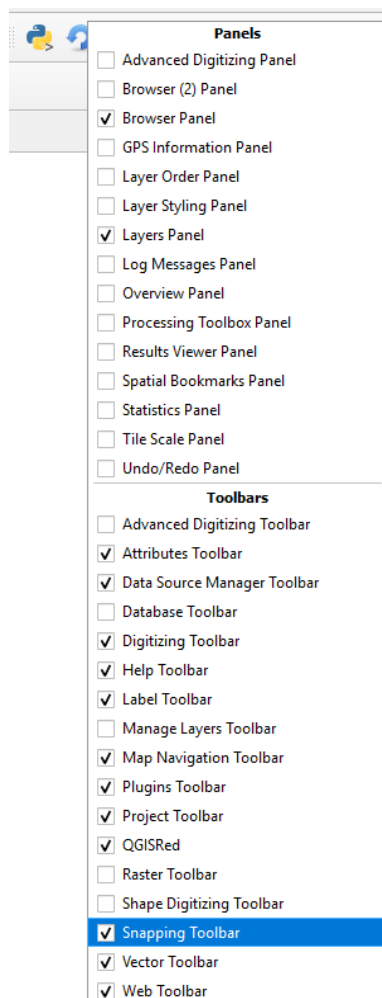 Panels
Advanced Digitizing Panel
Browser (2) Panel
Browser Panel
GPS Information Panel
Layer Order Panel
Layer Styling Panel
Layers Panel
Log Messages Panel
Overview Panel
Processing Toolbox Panel
Results Viewer Panel
Spatial Bookmarks Panel
Statistics Panel
Tile Scale Panel
Undo/Redo Panel
Toolbars
Advanced Digitizing Toolbar
Attributes Toolbar
Data Source Manager Toolbar
Database Toolbar
Digitizing Toolbar
Help Toolbar
Label Toolbar
Manage Layers Toolbar
Map Navigation Toolbar
Plugins Toolbar
Project Toolbar
QGISRed
Raster Toolbar
Shape Digitizing Toolbar
Snapping Toolbar
Vector Toolbar
Web Toolbar